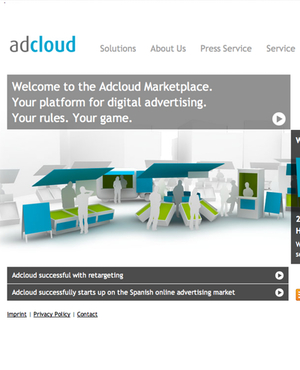 adcloud
Solutions About Us Press Service Service
Welcome to the Adcloud Marketplace.
Your platform for digital advertising.
Your rules. Your game.
Adcloud successful with retargeting
Adcloud successfully starts up on the Spanish online advertising market
Imprint | Privacy Policy | Contact